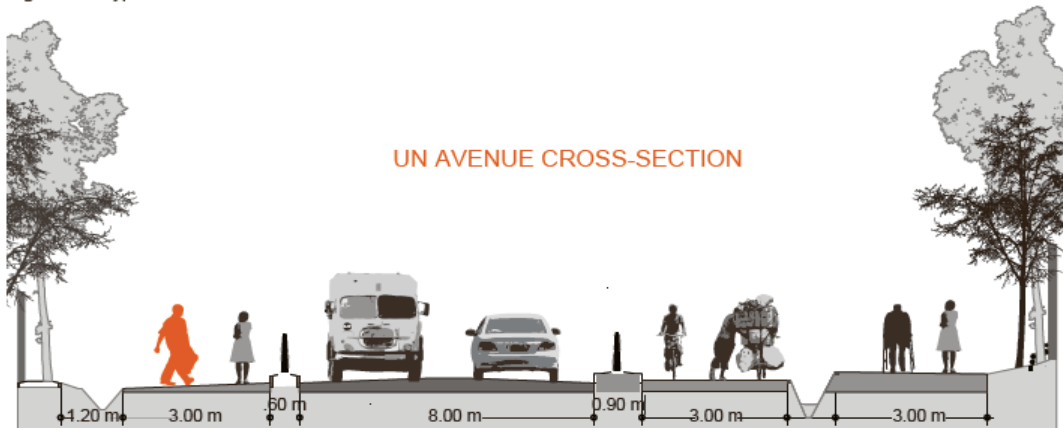 UN AVENUE CROSS-SECTION
1.20 m
3.00 m
.60 m
8.00 m
0.90 m
3.00 m
3.00 m